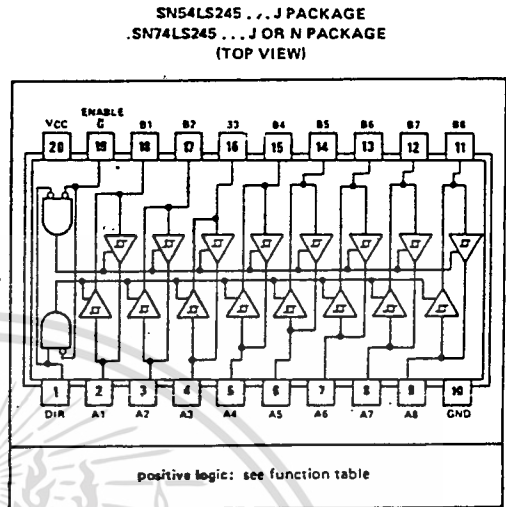 SN54LS245 ... J PACKAGE
.SN74LS245 ... J OR N PACKAGE
(TOP VIEW)
VCC ENABLE G̅ B1 B2 33 B4 B5 B6 B7 B8
20 19 18 17 16 15 14 13 12 11
1 2 3 4 5 6 7 8 9 10
DIR A1 A2 A3 A4 A5 A6 A7 A8 GND
positive logic: see function table